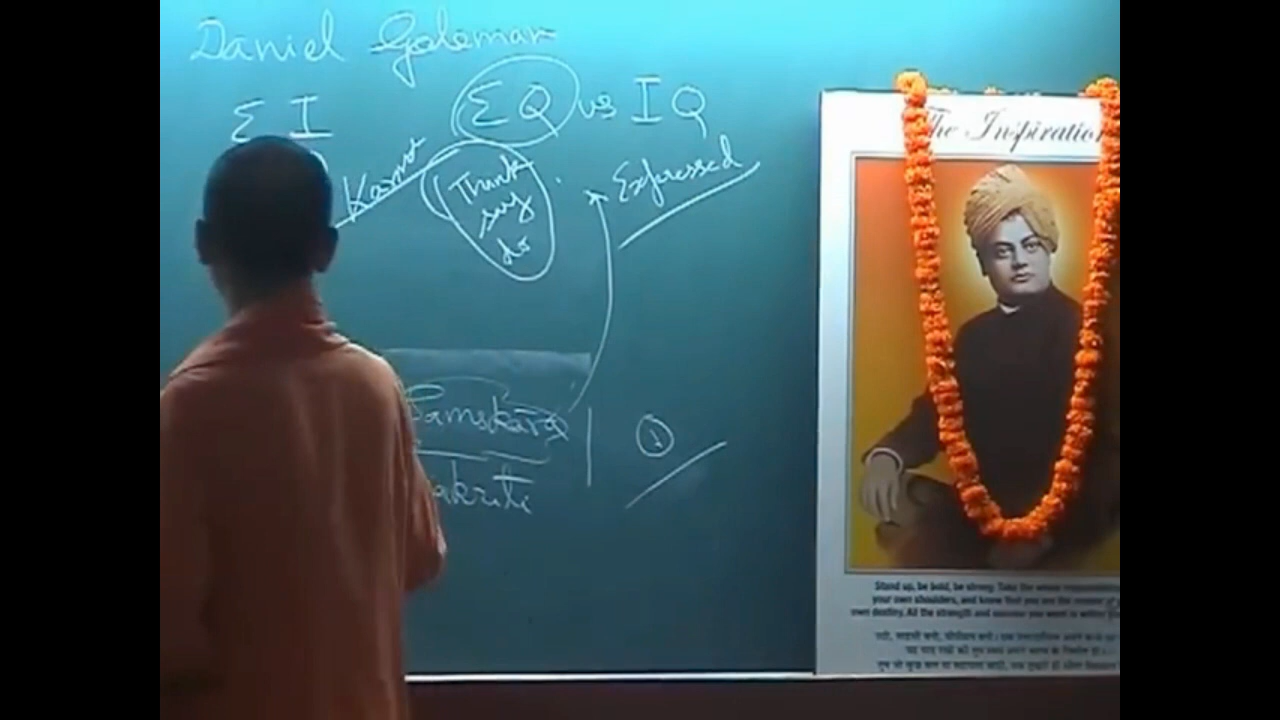 Daniel Goleman
EI
EQ vs IQ
Karma
Think
say
do
Expressed
Samskara
akriti
1
The Inspiration
Stand up, be bold, be strong. Take the whole responsibility
your own shoulders, and know that you are the creator of
own destiny. All the strength and succour you want is within